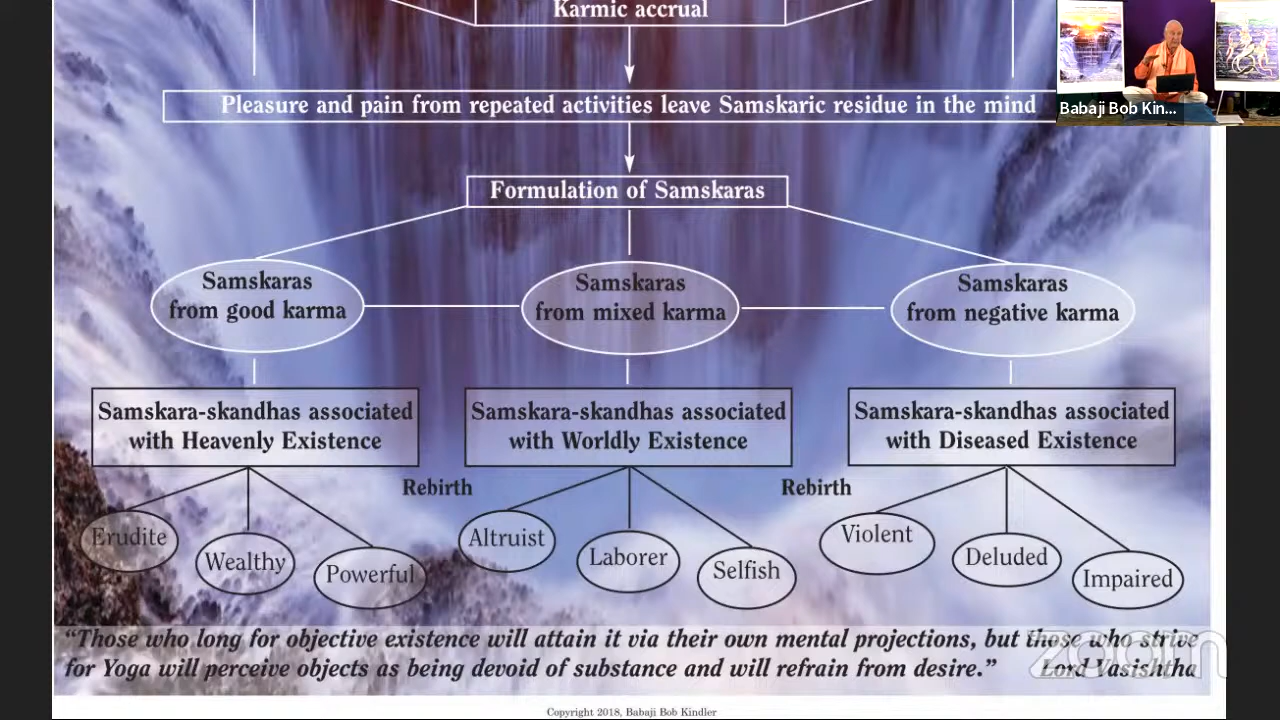 Karmic accrual
Babaji Bob Kin...
Pleasure and pain from repeated activities leave Samskaric residue in the mind
Formulation of Samskaras
Samskaras
from good karma
Samskaras
from mixed karma
Samskaras
from negative karma
Samskara-skandhas associated
with Heavenly Existence
Samskara-skandhas associated
with Worldly Existence
Samskara-skandhas associated
with Diseased Existence
Rebirth
Rebirth
Erudite
Wealthy
Powerful
Altruist
Laborer
Selfish
Violent
Deluded
Impaired
“Those who long for objective existence will attain it via their own mental projections, but those who strive
for Yoga will perceive objects as being devoid of substance and will refrain from desire.” Lord Vasishtha
zoom
Copyright 2018, Babaji Bob Kindler